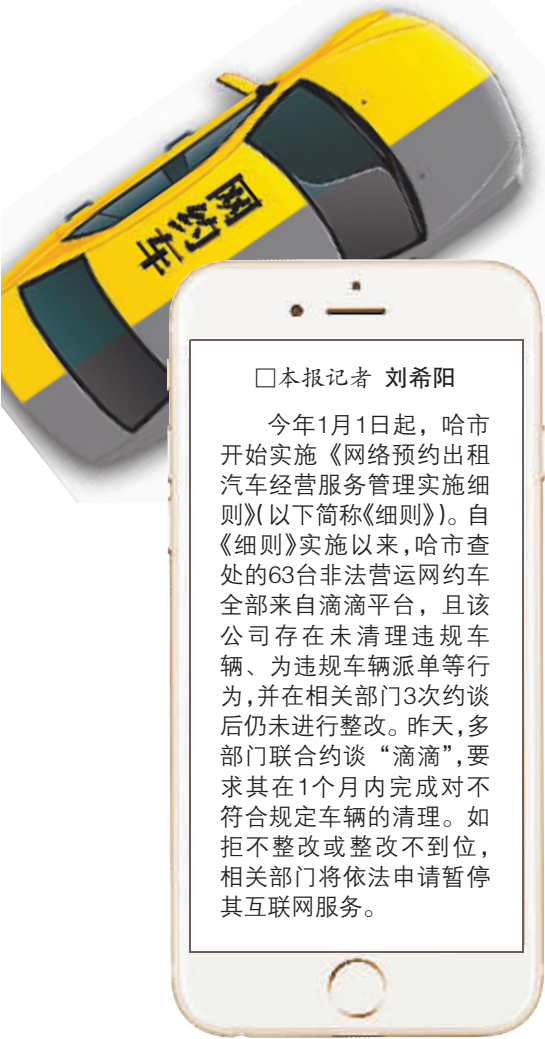 网约车
□本报记者 刘希阳
今年1月1日起，哈市
开始实施《网络预约出租
汽车经营服务管理实施细
则》(以下简称《细则》)。自
《细则》实施以来,哈市查
处的63台非法营运网约车
全部来自滴滴平台，且该
公司存在未清理违规车
辆、为违规车辆派单等行
为,并在相关部门3次约谈
后仍未进行整改。昨天,多
部门联合约谈“滴滴”,要
求其在1个月内完成对不
符合规定车辆的清理。如
拒不整改或整改不到位，
相关部门将依法申请暂停
其互联网服务。